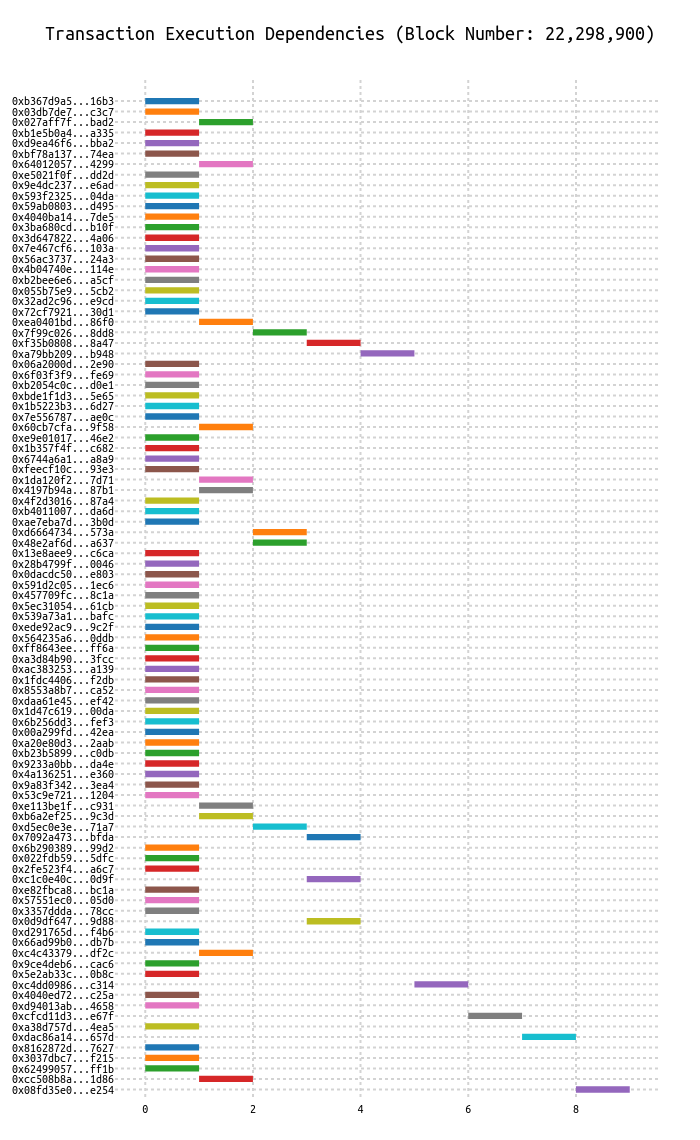 Transaction Execution Dependencies (Block Number: 22,298,900)
0xb367d9a5...16b3
0x03db7de7...c3c7
0x027aff7f...bad2
0xb1e5b0a4...a335
0xd9ea46f6...bba2
0xbf78a137...74ea
0x64012057...4299
0xe5021f0f...dd2d
0x9e4dc237...e6ad
0x593f2325...04da
0x59ab0803...d495
0x4040ba14...7de5
0x3ba680cd...b10f
0x3d647822...4a06
0x7e467cf6...103a
0x56ac3737...24a3
0x4b04740e...114e
0xb2bee6e6...a5cf
0x055b75e9...5cb2
0x32ad2c96...e9cd
0x72cf7921...30d1
0xea0401bd...86f0
0x7f99c026...8dd8
0xf35b0808...8a47
0xa79bb209...b948
0x06a2000d...2e90
0x6f03f3f9...fe69
0xb2054c0c...d0e1
0xbde1f1d3...5e65
0x1b5223b3...6d27
0x7e556787...ae0c
0x60cb7cfa...9f58
0xe9e01017...46e2
0x1b357f4f...c682
0x6744a6a1...a8a9
0xfeecf10c...93e3
0x1da120f2...7d71
0x4197b94a...87b1
0x4f2d3016...87a4
0xb4011007...da6d
0xae7eba7d...3b0d
0xd6664734...573a
0x48e2af6d...a637
0x13e8aee9...c6ca
0x28b4799f...0046
0x0dacdc50...e803
0x591d2c05...1ec6
0x457709fc...8c1a
0x5ec31054...61cb
0x539a73a1...bafc
0xede92ac9...9c2f
0x564235a6...0ddb
0xff8643ee...ff6a
0xa3d84b90...3fcc
0xac383253...a139
0x1fdc4406...f2db
0x8553a8b7...ca52
0xdaa61e45...ef42
0x1d47c619...00da
0x6b256dd3...fef3
0x00a299fd...42ea
0xa20e80d3...2aab
0xb23b5899...c0db
0x9233a0bb...da4e
0x4a136251...e360
0x9a83f342...3ea4
0x53c9e721...1204
0xe113be1f...c931
0xb6a2ef25...9c3d
0xd5ec0e3e...71a7
0x7092a473...bfda
0x6b290389...99d2
0x022fdb59...5dfc
0x2fe523f4...a6c7
0xc1c0e40c...0d9f
0xe82fbca8...bc1a
0x57551ec0...05d0
0x3357ddda...78cc
0x0d9df647...9d88
0xd291765d...f4b6
0x66ad99b0...db7b
0xc4c43379...df2c
0x9ce4deb6...cac6
0x5e2ab33c...0b8c
0xc4dd0986...c314
0x4040ed72...c25a
0xd94013ab...4658
0xcfcd11d3...e67f
0xa38d757d...4ea5
0xdac86a14...657d
0x8162872d...7627
0x3037dbc7...f215
0x62499057...ff1b
0xcc508b8a...1d86
0x08fd35e0...e254
0 2 4 6 8